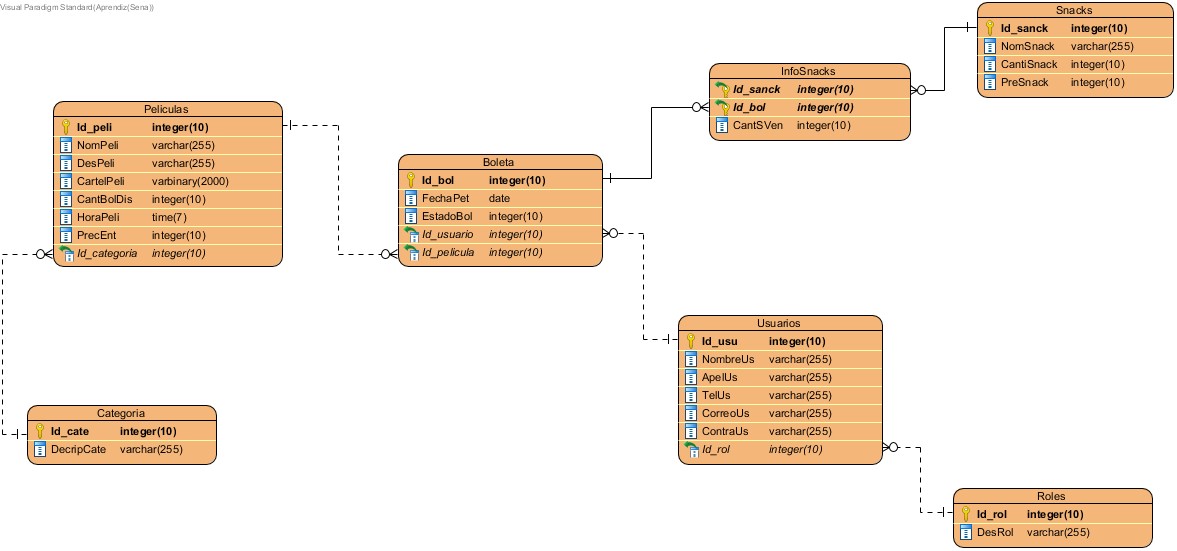 Visual Paradigm Standard(Aprendiz(Sena))
Snacks
Id_sanck integer(10)
NomSnack varchar(255)
CantiSnack integer(10)
PreSnack integer(10)
InfoSnacks
Id_sanck integer(10)
Id_bol integer(10)
CantSVen integer(10)
Peliculas
Id_peli integer(10)
NomPeli varchar(255)
DesPeli varchar(255)
CartelPeli varbinary(2000)
CantBolDis integer(10)
HoraPeli time(7)
PrecEnt integer(10)
Id_categoria integer(10)
Boleta
Id_bol integer(10)
FechaPet date
EstadoBol integer(10)
Id_usuario integer(10)
Id_pelicula integer(10)
Usuarios
Id_usu integer(10)
NombreUs varchar(255)
ApelUs varchar(255)
TelUs varchar(255)
CorreoUs varchar(255)
ContraUs varchar(255)
Id_rol integer(10)
Categoria
Id_cate integer(10)
DecripCate varchar(255)
Roles
Id_rol integer(10)
DesRol varchar(255)